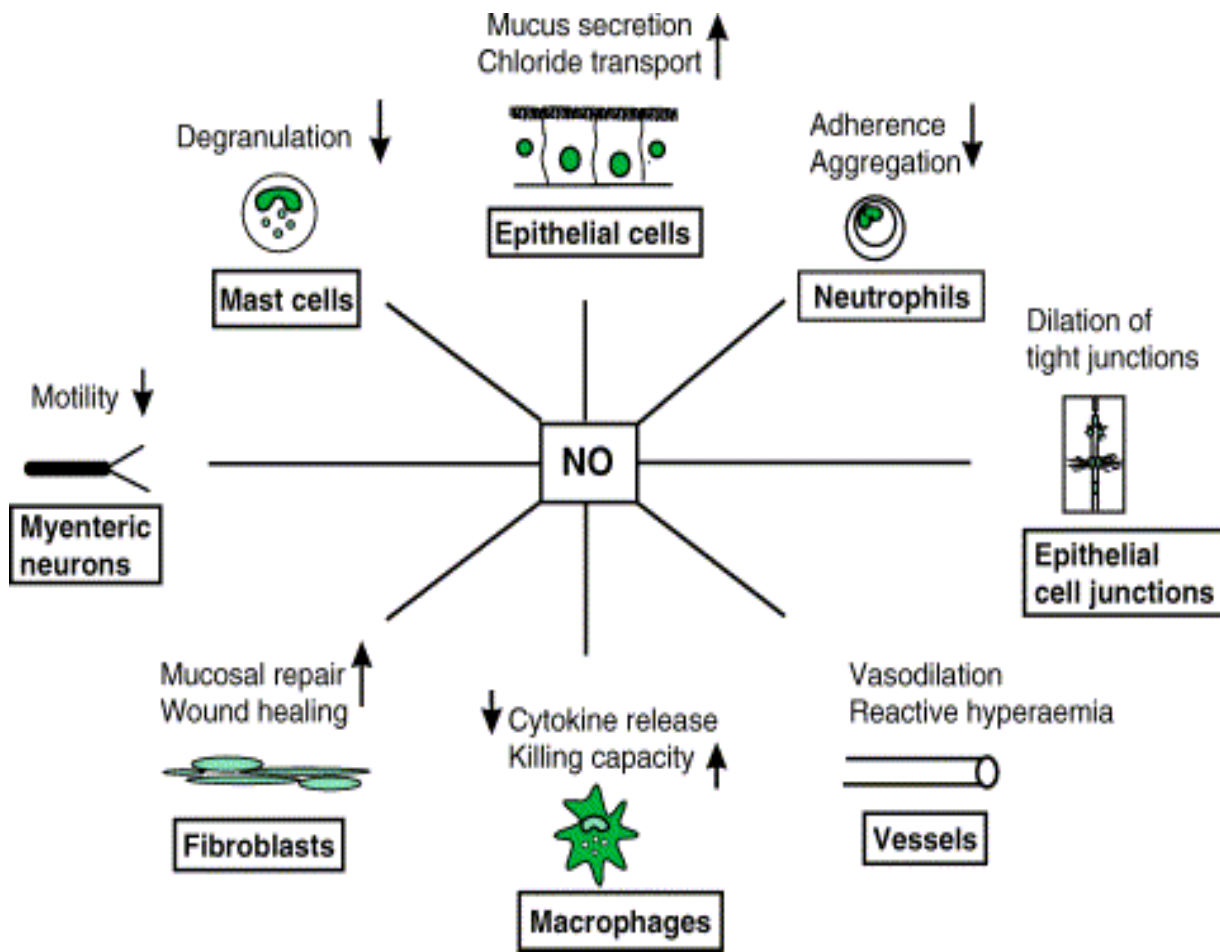 Mucus secretion
Chloride transport
Epithelial cells
Degranulation
Mast cells
Adherence
Aggregation
Neutrophils
Motility
Myenteric
neurons
NO
Dilation of
tight junctions
Epithelial
cell junctions
Mucosal repair
Wound healing
Fibroblasts
Cytokine release
Killing capacity
Macrophages
Vasodilation
Reactive hyperaemia
Vessels